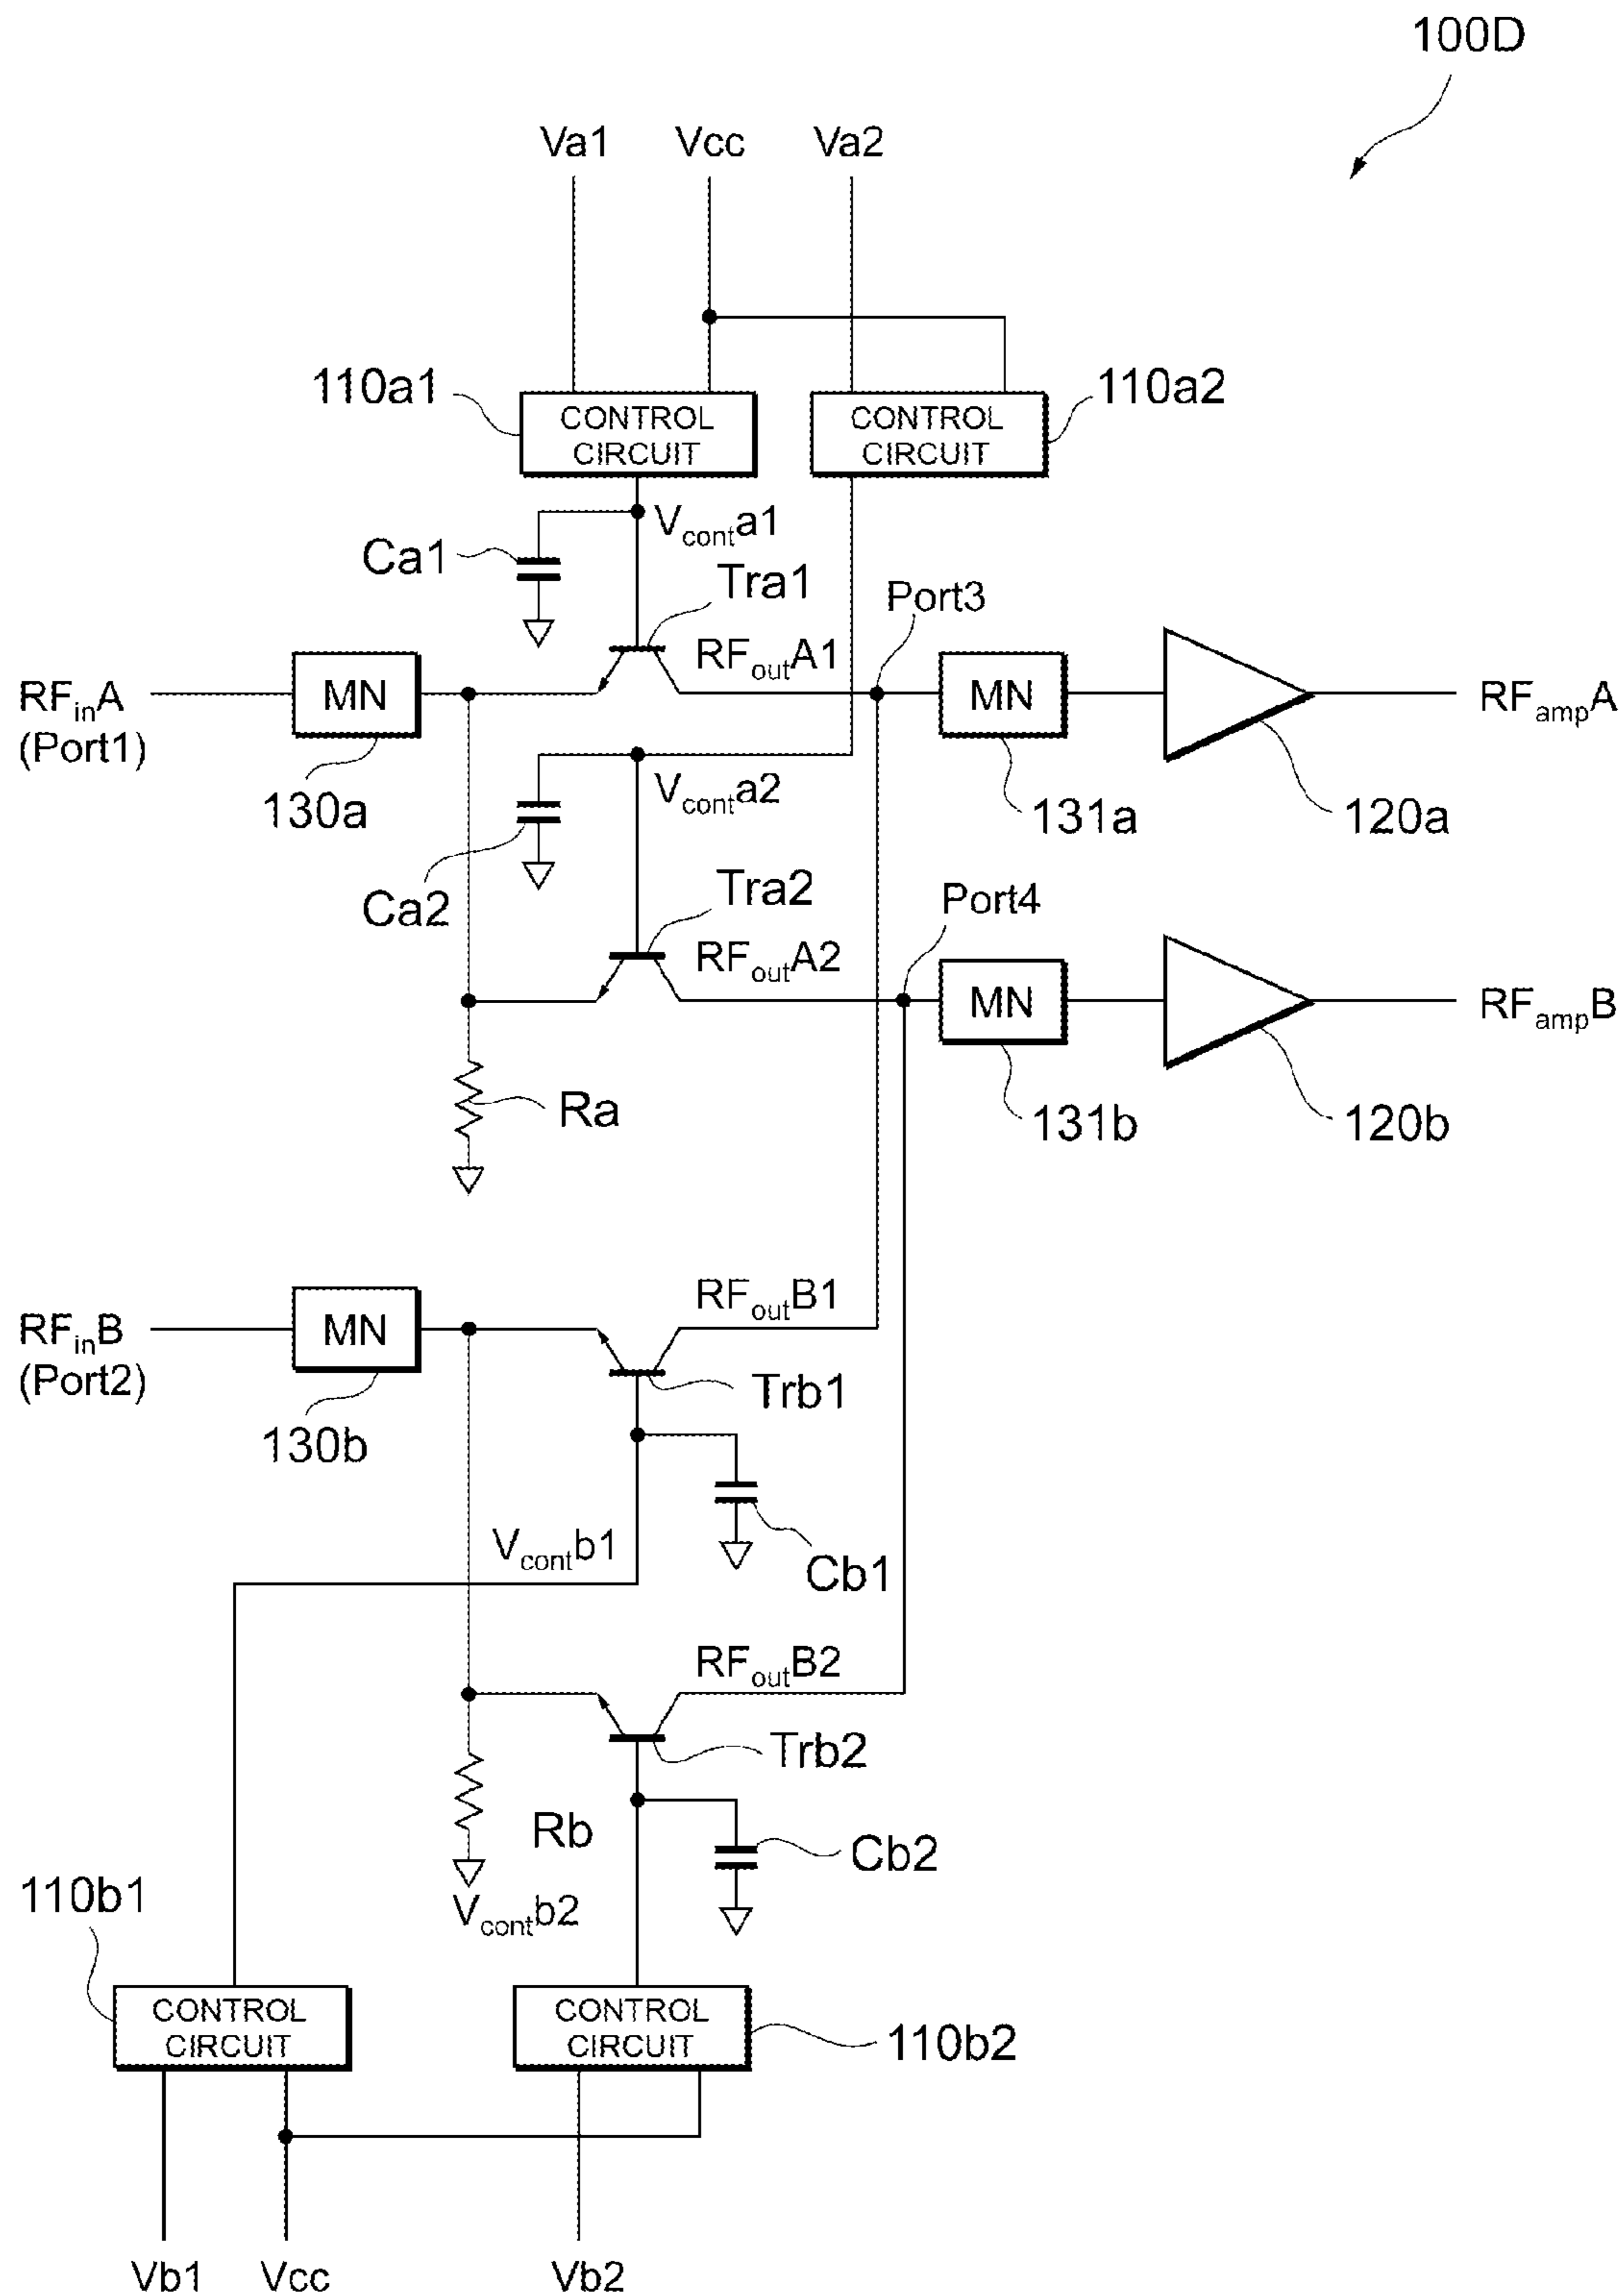 100D
Va1 Vcc Va2
110a1
CONTROL
CIRCUIT
CONTROL
CIRCUIT
110a2
Vconta1
Ca1
Tra1
Port3
RFoutA1
RFinA
(Port1)
MN
130a
MN
131a
120a
RFampA
Vconta2
Ca2
Tra2
Port4
RFoutA2
MN
131b
120b
RFampB
Ra
RFoutB1
RFinB
(Port2)
MN
130b
Trb1
Vcontb1
Cb1
RFoutB2
Trb2
Rb
Cb2
Vcontb2
110b1
CONTROL
CIRCUIT
CONTROL
CIRCUIT
110b2
Vb1 Vcc Vb2